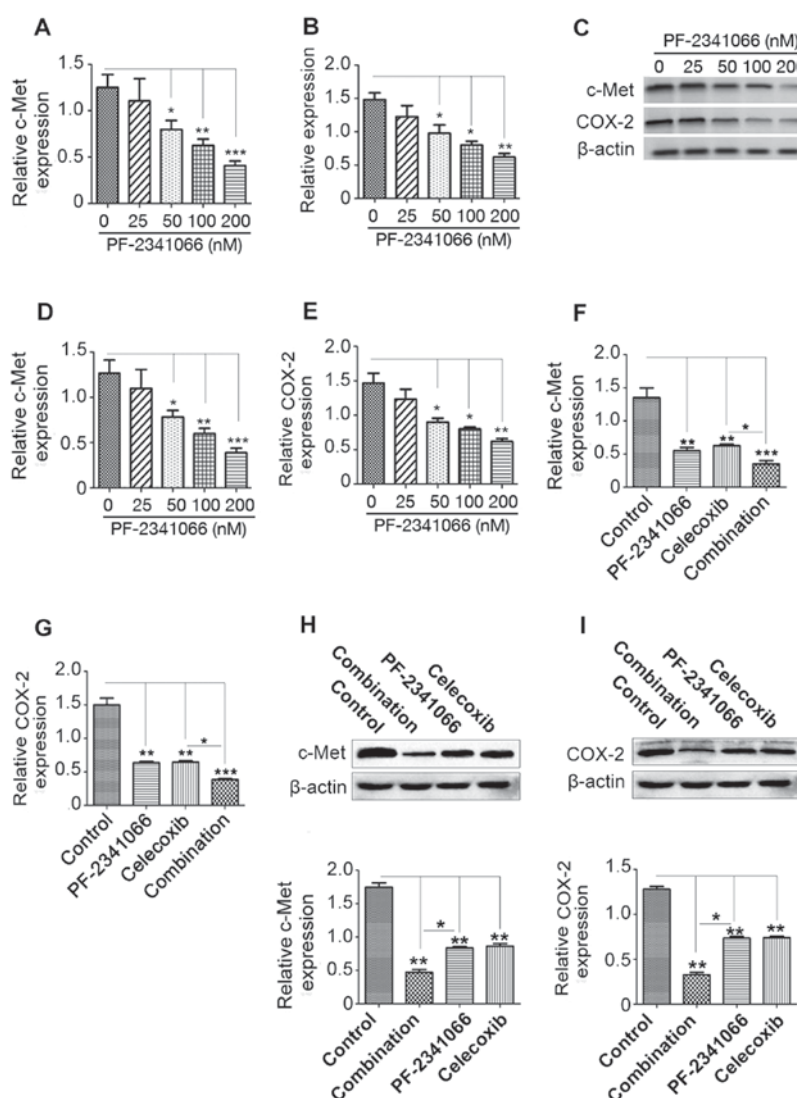 A
Relative c-Met
expression
1.5
1.0
0.5
0
*
**
***
0 25 50 100 200
PF-2341066 (nM)
B
Relative expression
2.0
1.5
1.0
0.5
0
*
*
**
0 25 50 100 200
PF-2341066 (nM)
C
PF-2341066 (nM)
0 25 50 100 200
c-Met
COX-2
β-actin
D
Relative c-Met
expression
1.5
1.0
0.5
0
*
**
***
0 25 50 100 200
PF-2341066 (nM)
E
Relative COX-2
expression
2.0
1.5
1.0
0.5
0
*
*
**
0 25 50 100 200
PF-2341066 (nM)
F
Relative c-Met
expression
2.0
1.5
1.0
0.5
0
**
**
*
***
Control
PF-2341066
Celecoxib
Combination
G
Relative COX-2
expression
2.0
1.5
1.0
0.5
0
**
**
*
***
Control
PF-2341066
Celecoxib
Combination
H
Control
Combination
PF-2341066
Celecoxib
c-Met
β-actin
Relative c-Met
expression
2.0
1.5
1.0
0.5
0
**
*
**
**
Control
Combination
PF-2341066
Celecoxib
I
Control
Combination
PF-2341066
Celecoxib
COX-2
β-actin
Relative COX-2
expression
1.5
1.0
0.5
0
**
*
**
**
Control
Combination
PF-2341066
Celecoxib